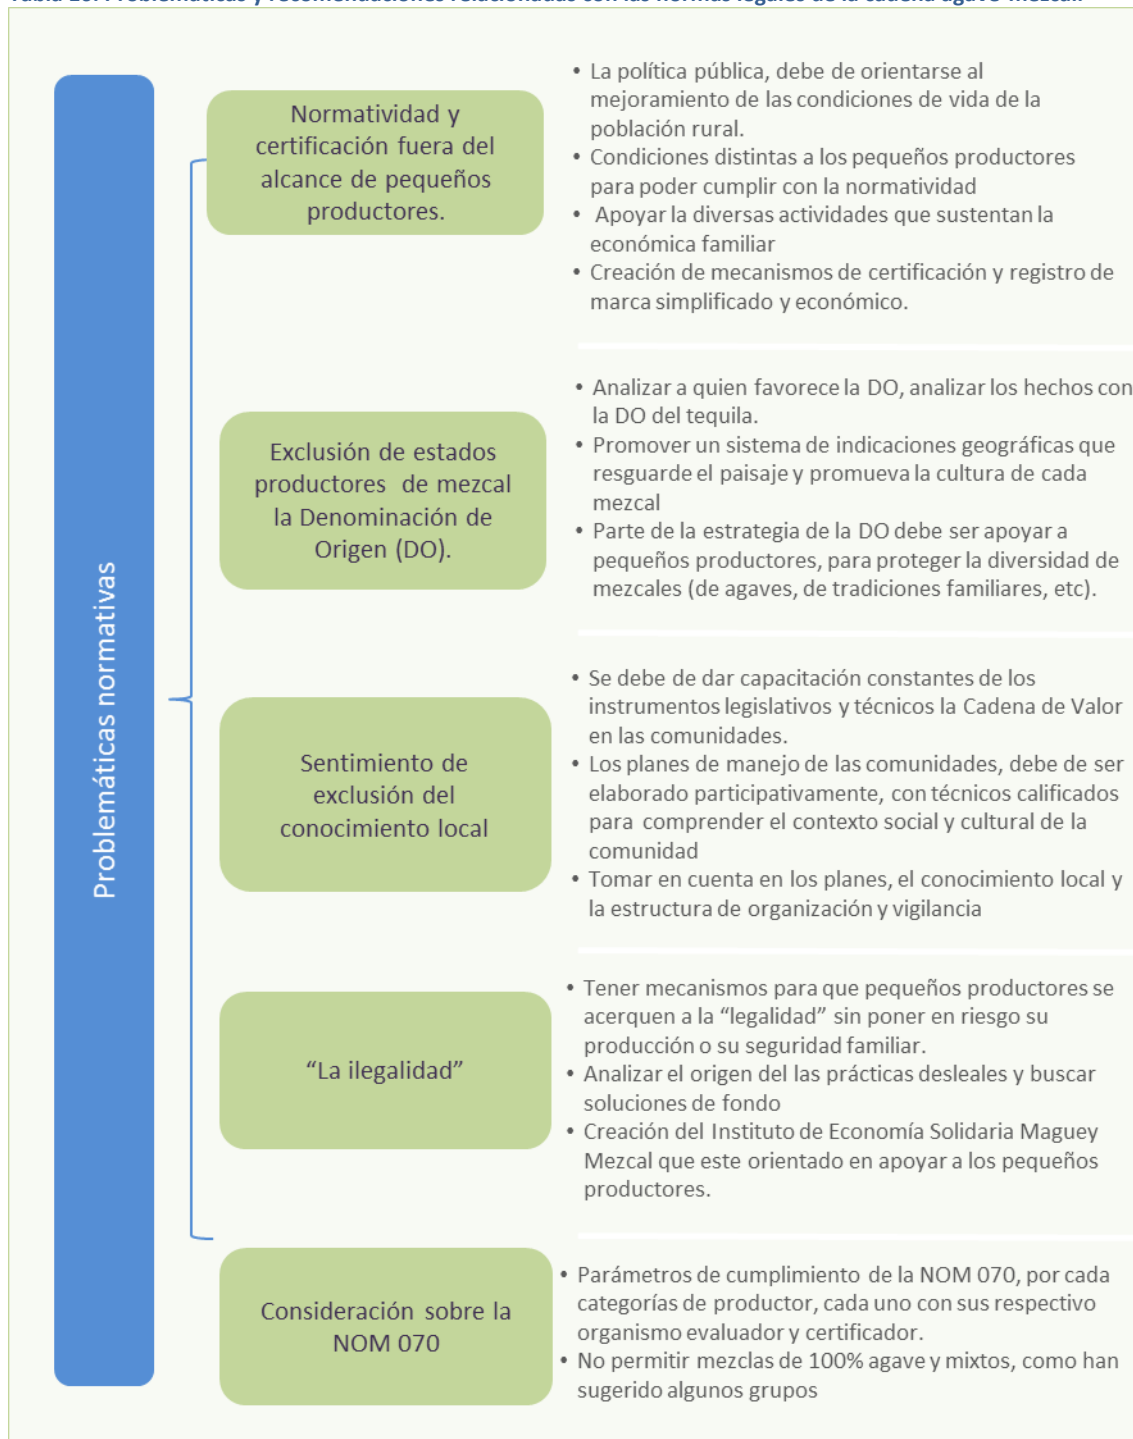 Tabla 10. Problemáticas y recomendaciones relacionadas con las normas legales de la cadena agave-mezcal.
Problemáticas normativas
Normatividad y
certificación fuera del
alcance de pequeños
productores.
• La política pública, debe de orientarse al
mejoramiento de las condiciones de vida de la
población rural.
• Condiciones distintas a los pequeños productores
para poder cumplir con la normatividad
• Apoyar la diversas actividades que sustentan la
económica familiar
• Creación de mecanismos de certificación y registro de
marca simplificado y económico.
Exclusión de estados
productores de mezcal
la Denominación de
Origen (DO).
• Analizar a quien favorece la DO, analizar los hechos con
la DO del tequila.
• Promover un sistema de indicaciones geográficas que
resguarde el paisaje y promueva la cultura de cada
mezcal
• Parte de la estrategia de la DO debe ser apoyar a
pequeños productores, para proteger la diversidad de
mezcales (de agaves, de tradiciones familiares, etc).
Sentimiento de
exclusión del
conocimiento local
• Se debe de dar capacitación constantes de los
instrumentos legislativos y técnicos la Cadena de Valor
en las comunidades.
• Los planes de manejo de las comunidades, debe de ser
elaborado participativamente, con técnicos calificados
para comprender el contexto social y cultural de la
comunidad
• Tomar en cuenta en los planes, el conocimiento local y
la estructura de organización y vigilancia
“La ilegalidad”
• Tener mecanismos para que pequeños productores se
acerquen a la “legalidad” sin poner en riesgo su
producción o su seguridad familiar.
• Analizar el origen del las prácticas desleales y buscar
soluciones de fondo
• Creación del Instituto de Economía Solidaria Maguey
Mezcal que este orientado en apoyar a los pequeños
productores.
Consideración sobre la
NOM 070
• Parámetros de cumplimiento de la NOM 070, por cada
categorías de productor, cada uno con sus respectivo
organismo evaluador y certificador.
• No permitir mezclas de 100% agave y mixtos, como han
sugerido algunos grupos